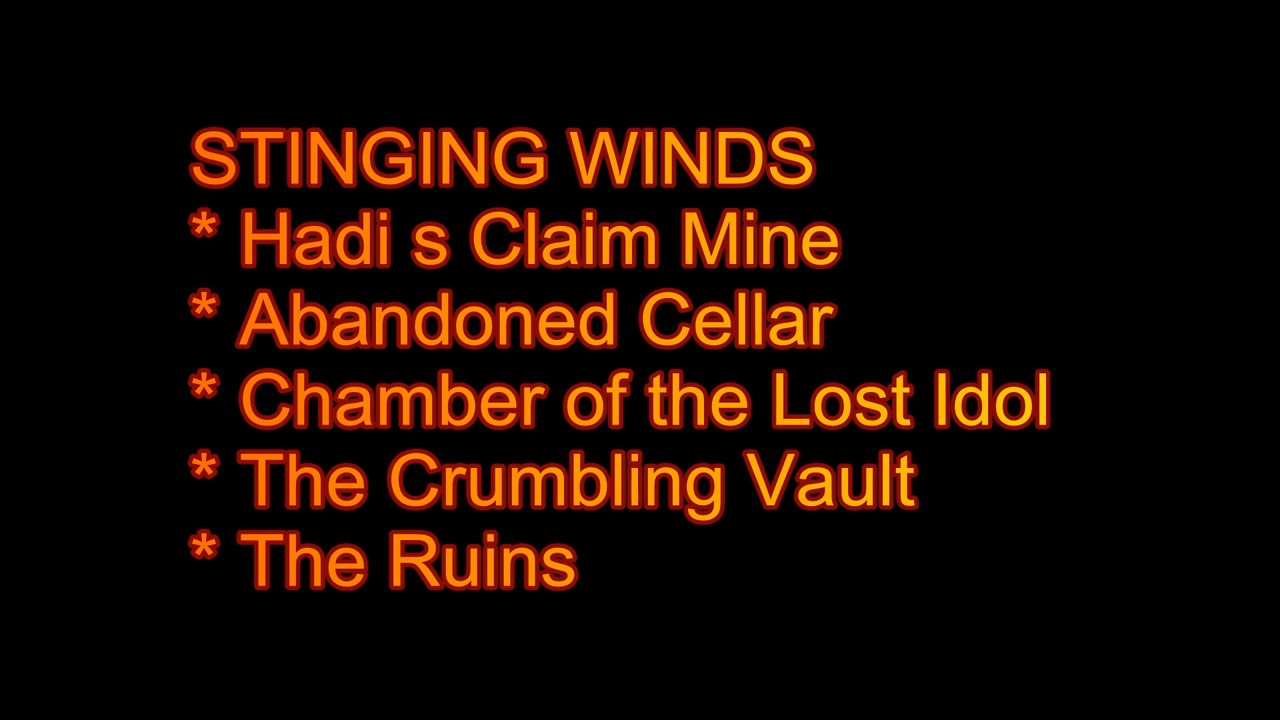 STINGING WINDS
* Hadi s Claim Mine
* Abandoned Cellar
* Chamber of the Lost Idol
* The Crumbling Vault
* The Ruins